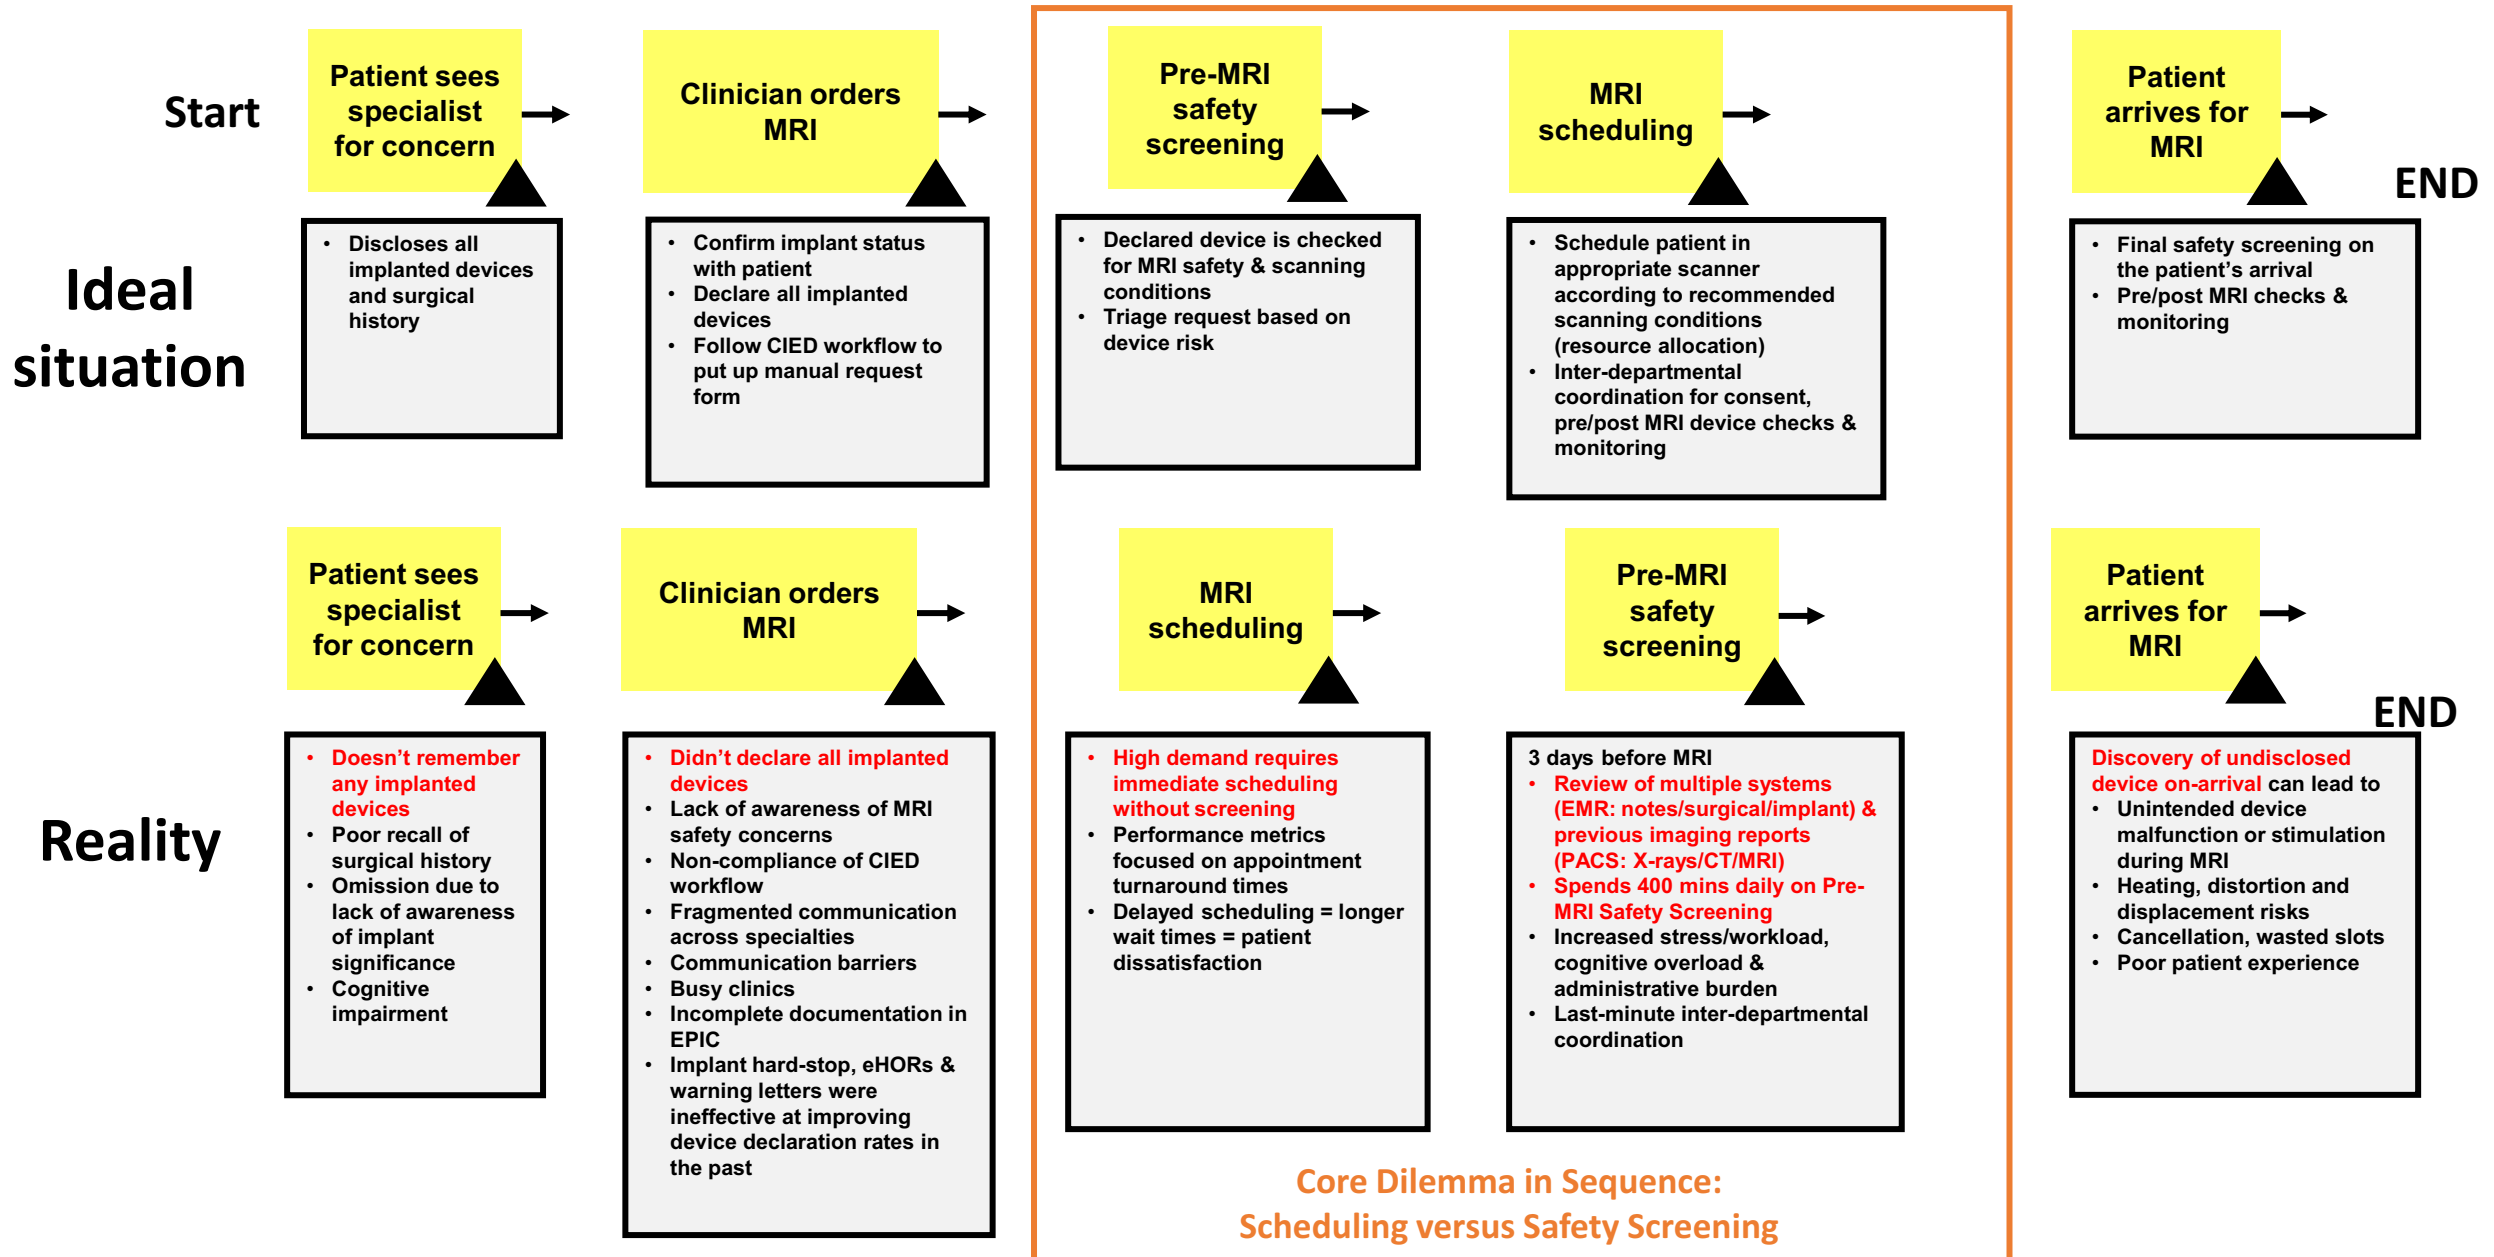 Start
Patient sees
specialist
for concern
Clinician orders
MRI
Pre-MRI
safety
screening
MRI
scheduling
Patient
arrives for
MRI
END
Ideal
situation
• Discloses all
implanted devices
and surgical
history
• Confirm implant status
with patient
• Declare all implanted
devices
• Follow CIED workflow to
put up manual request
form
• Declared device is checked
for MRI safety & scanning
conditions
• Triage request based on
device risk
• Schedule patient in
appropriate scanner
according to recommended
scanning conditions
(resource allocation)
• Inter-departmental
coordination for consent,
pre/post MRI device checks &
monitoring
• Final safety screening on
the patient’s arrival
• Pre/post MRI checks &
monitoring
Patient sees
specialist
for concern
Clinician orders
MRI
MRI
scheduling
Pre-MRI
safety
screening
Patient
arrives for
MRI
END
Reality
• Doesn’t remember
any implanted
devices
• Poor recall of
surgical history
• Omission due to
lack of awareness
of implant
significance
• Cognitive
impairment
• Didn’t declare all implanted
devices
• Lack of awareness of MRI
safety concerns
• Non-compliance of CIED
workflow
• Fragmented communication
across specialties
• Communication barriers
• Busy clinics
• Incomplete documentation in
EPIC
• Implant hard-stop, eHORs &
warning letters were
ineffective at improving
device declaration rates in
the past
• High demand requires
immediate scheduling
without screening
• Performance metrics
focused on appointment
turnaround times
• Delayed scheduling = longer
wait times = patient
dissatisfaction
3 days before MRI
• Review of multiple systems
(EMR: notes/surgical/implant) &
previous imaging reports
(PACS: X-rays/CT/MRI)
• Spends 400 mins daily on Pre-
MRI Safety Screening
• Increased stress/workload,
cognitive overload &
administrative burden
• Last-minute inter-departmental
coordination
Discovery of undisclosed
device on-arrival can lead to
• Unintended device
malfunction or stimulation
during MRI
• Heating, distortion and
displacement risks
• Cancellation, wasted slots
• Poor patient experience
Core Dilemma in Sequence:
Scheduling versus Safety Screening